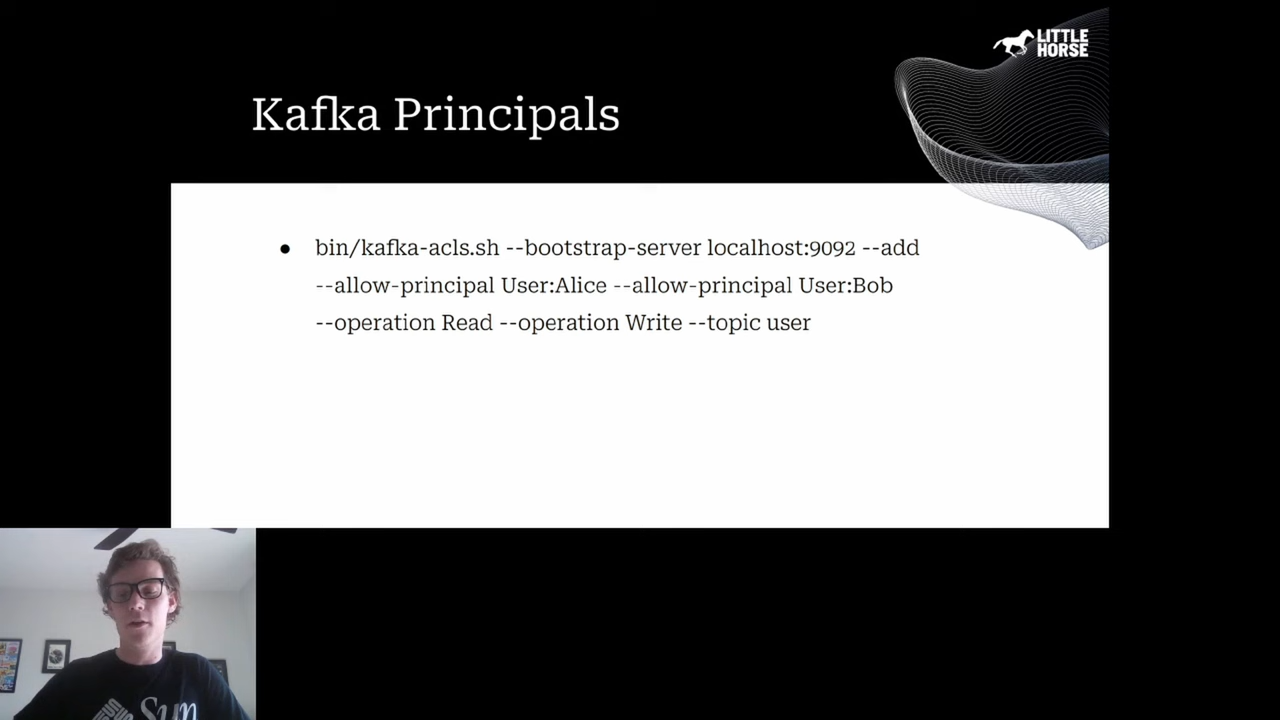 LITTLE
HORSE
Kafka Principals
● bin/kafka-acls.sh --bootstrap-server localhost:9092 --add
--allow-principal User:Alice --allow-principal User:Bob
--operation Read --operation Write --topic user
Sun